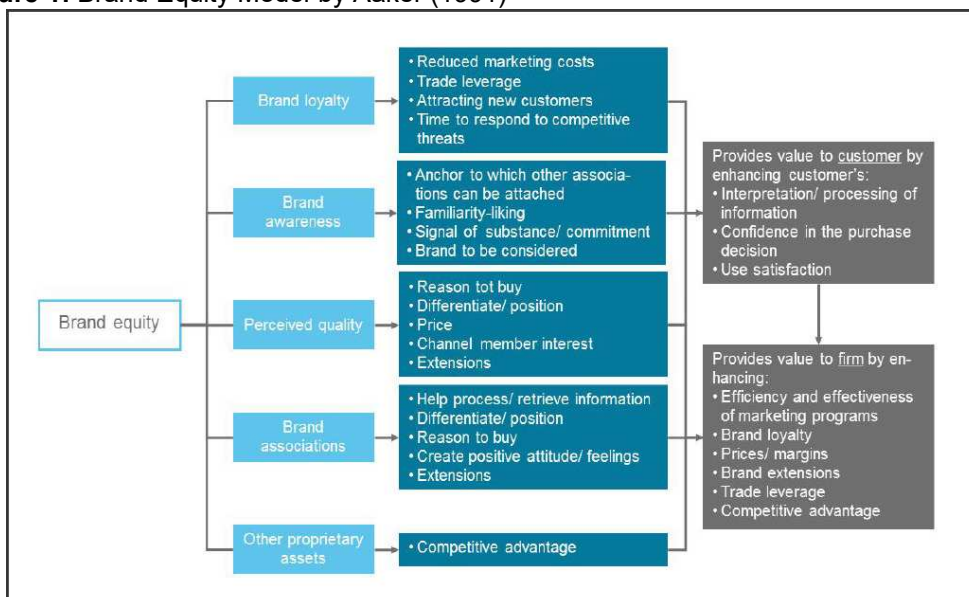 Brand Equity Model by Aaker
Brand equity
Brand loyalty
• Reduced marketing costs
• Trade leverage
• Attracting new customers
• Time to respond to competitive
threats
Brand
awareness
• Anchor to which other associa-
tions can be attached
• Familiarity-liking
• Signal of substance/ commitment
• Brand to be considered
Perceived quality
• Reason tot buy
• Differentiate/ position
• Price
• Channel member interest
• Extensions
Brand
associations
• Help process/ retrieve information
• Differentiate/ position
• Reason to buy
• Create positive attitude/ feelings
• Extensions
Other proprietary
assets
• Competitive advantage
Provides value to customer by
enhancing customer's:
• Interpretation/ processing of
information
• Confidence in the purchase
decision
• Use satisfaction
Provides value to firm by en-
hancing:
• Efficiency and effectiveness
of marketing programs
• Brand loyalty
• Prices/ margins
• Brand extensions
• Trade leverage
• Competitive advantage